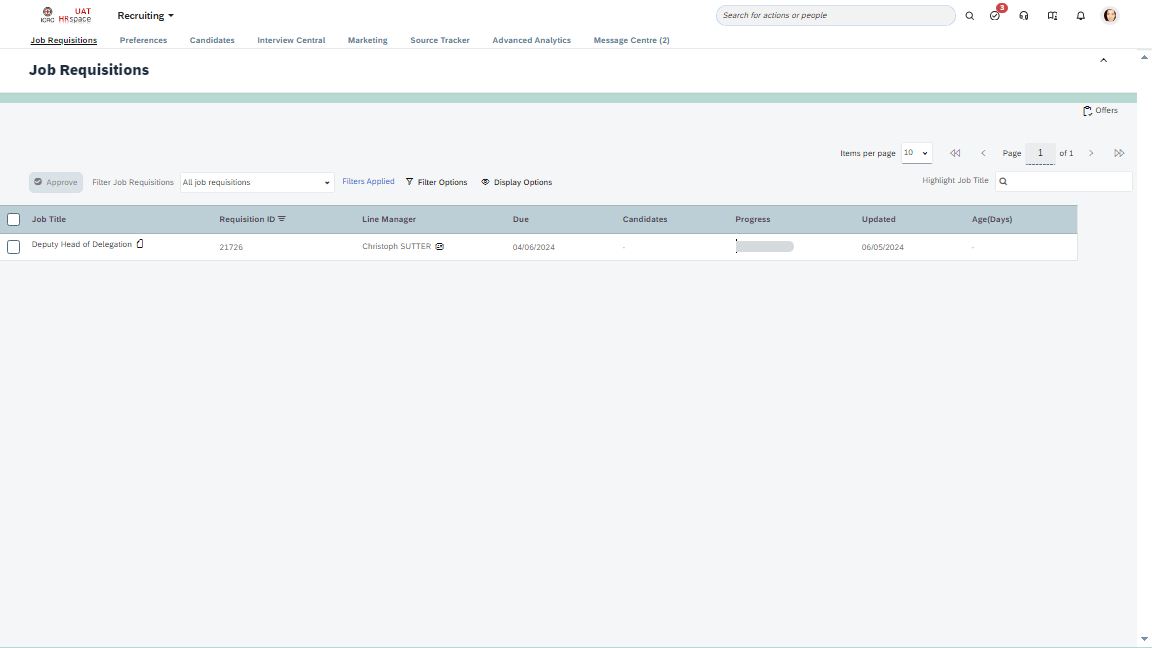 ICRC UAT HRspace Recruiting Search for actions or people 3
Job Requisitions Preferences Candidates Interview Central Marketing Source Tracker Advanced Analytics Message Centre (2)
Job Requisitions
Offers
Items per page 10 Page 1 of 1
Approve Filter Job Requisitions All job requisitions Filters Applied Filter Options Display Options Highlight Job Title
Job Title Requisition ID Line Manager Due Candidates Progress Updated Age(Days)
Deputy Head of Delegation 21726 Christoph SUTTER 04/06/2024 - 06/05/2024 -